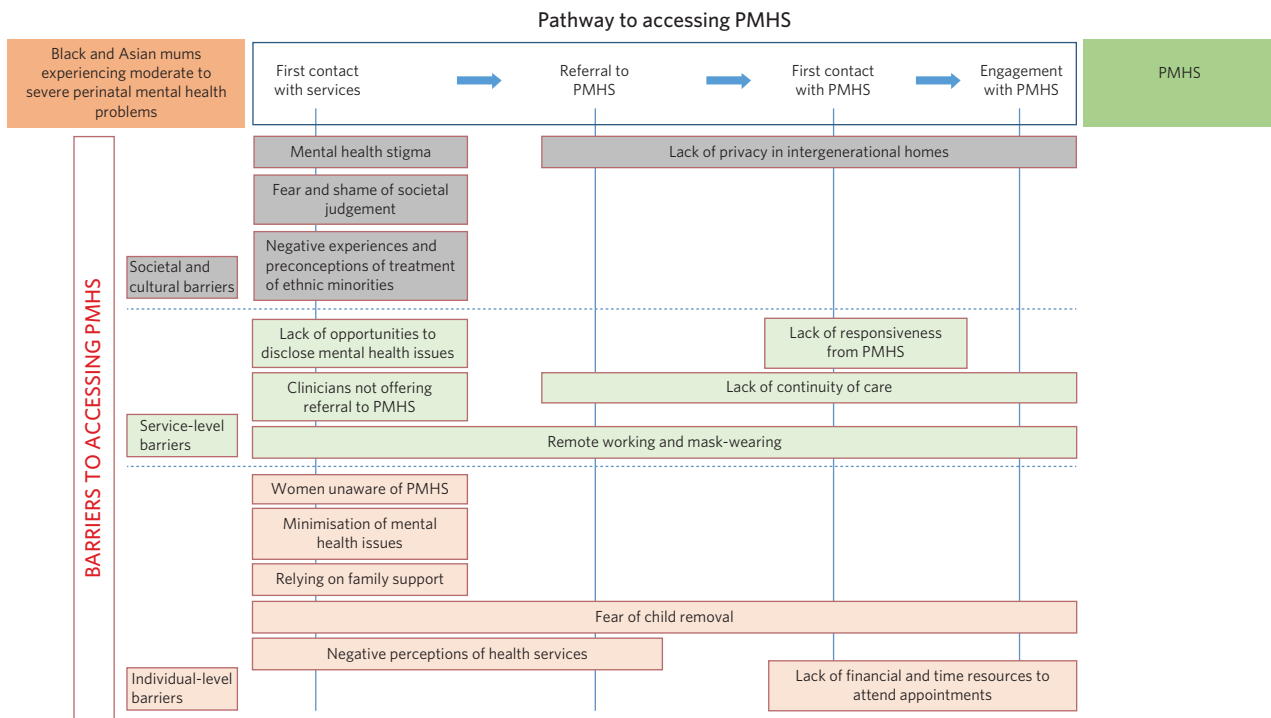 Pathway to accessing PMHS
Black and Asian mums
experiencing moderate to
severe perinatal mental health
problems
First contact
with services
Referral to
PMHS
First contact
with PMHS
Engagement
with PMHS
PMHS
BARRIERS TO ACCESSING PMHS
Societal and
cultural barriers
Mental health stigma
Lack of privacy in intergenerational homes
Fear and shame of societal
judgement
Negative experiences and
preconceptions of treatment
of ethnic minorities
Service-level
barriers
Lack of opportunities to
disclose mental health issues
Lack of responsiveness
from PMHS
Clinicians not offering
referral to PMHS
Lack of continuity of care
Remote working and mask-wearing
Individual-level
barriers
Women unaware of PMHS
Minimisation of mental
health issues
Relying on family support
Fear of child removal
Negative perceptions of health services
Lack of financial and time resources to
attend appointments